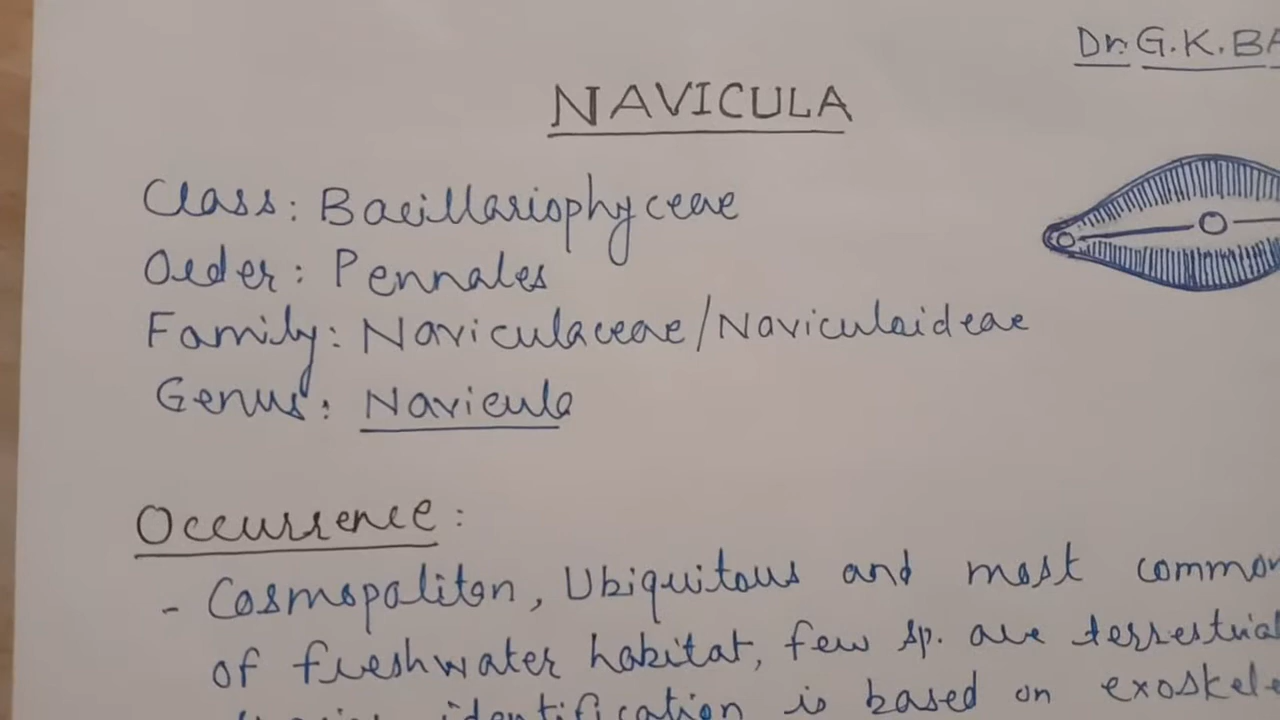 Dr. G.K. BA
NAVICULA
Class: Bacillariophyceae
Order: Pennales
Family: Naviculaceae/Naviculoideae
Genus: Navicula
Occurrence:
- Cosmopoliton, Ubiquitous and most common
of freshwater habitat, few sp. are terrestrial
identification is based on exoskele